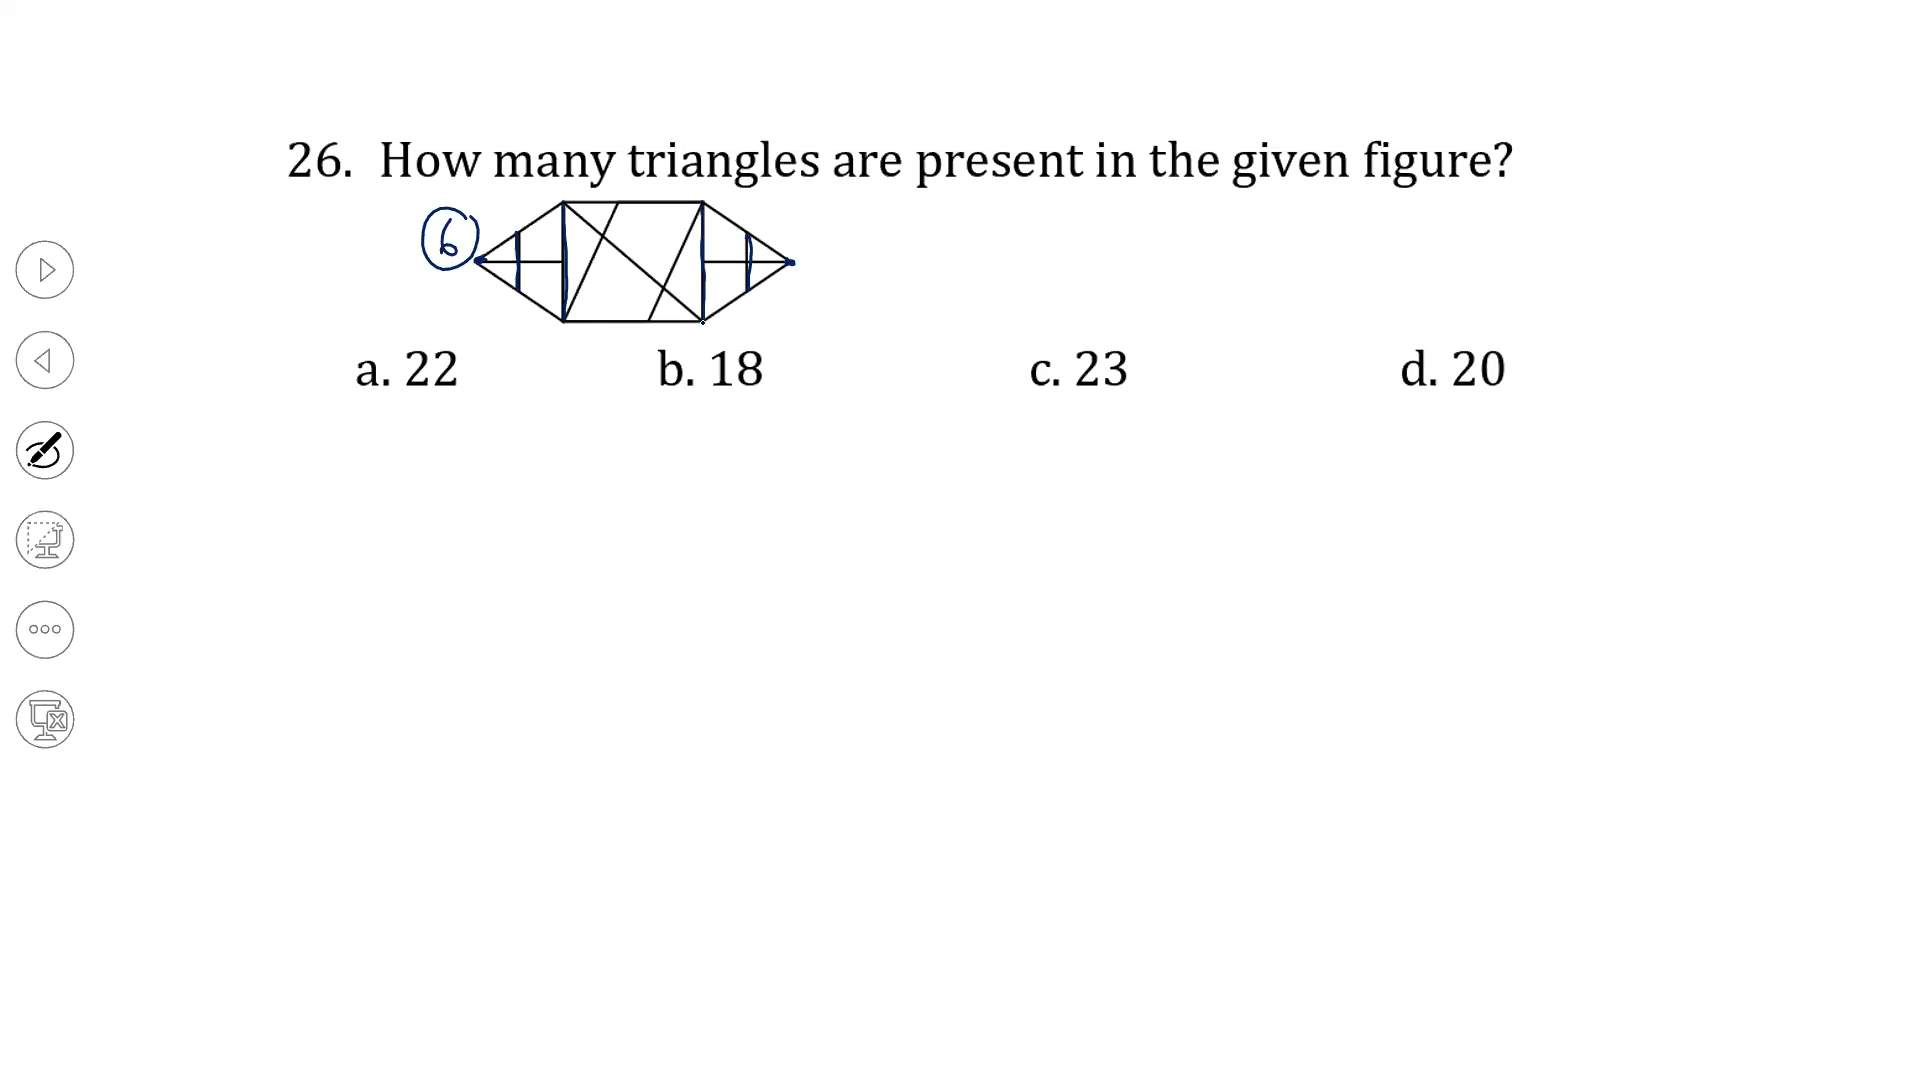 26. How many triangles are present in the given figure?
6
a. 22 b. 18 c. 23 d. 20